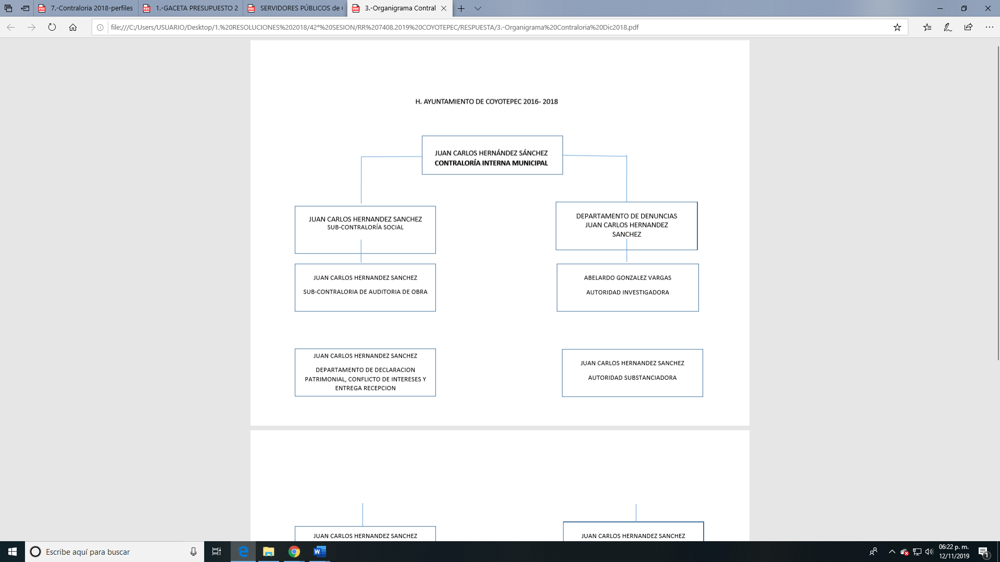 7.-Contraloria 2018-perfiles
1.-GACETA PRESUPUESTO 2
SERVIDORES PÚBLICOS de
3.-Organigrama Contral
file:///C:/Users/USUARIO/Desktop/1.%20RESOLUCIONES%202018/42°%20SESION/RR%207408.2019%20COYOTEPEC/RESPUESTA/3.-Organigrama%20Contraloria%20Dic2018.pdf
H. AYUNTAMIENTO DE COYOTEPEC 2016- 2018
JUAN CARLOS HERNÁNDEZ SÁNCHEZ
CONTRALORÍA INTERNA MUNICIPAL
JUAN CARLOS HERNANDEZ SANCHEZ
SUB-CONTRALORÍA SOCIAL
DEPARTAMENTO DE DENUNCIAS
JUAN CARLOS HERNANDEZ
SANCHEZ
JUAN CARLOS HERNANDEZ SANCHEZ
SUB-CONTRALORIA DE AUDITORIA DE OBRA
ABELARDO GONZALEZ VARGAS
AUTORIDAD INVESTIGADORA
JUAN CARLOS HERNANDEZ SANCHEZ
DEPARTAMENTO DE DECLARACION
PATRIMONIAL, CONFLICTO DE INTERESES Y
ENTREGA RECEPCION
JUAN CARLOS HERNANDEZ SANCHEZ
AUTORIDAD SUBSTANCIADORA
JUAN CARLOS HERNANDEZ SANCHEZ
JUAN CARLOS HERNANDEZ SANCHEZ
Escribe aquí para buscar
06:22 p. m.
12/11/2019
1